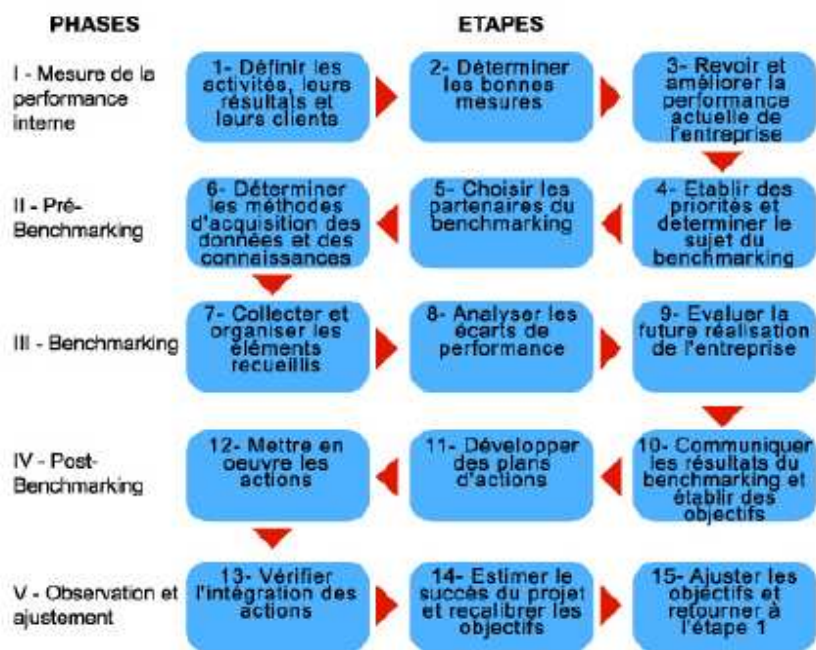 PHASES
ETAPES
I - Mesure de la
performance
interne
1- Définir les
activités, leurs
résultats et
leurs clients
2- Déterminer
les bonnes
mesures
3- Revoir et
améliorer la
performance
actuelle de
l'entreprise
II - Pré-
Benchmarking
6- Déterminer
les méthodes
d'acquisition des
données et des
connaissances
5- Choisir les
partenaires du
benchmarking
4- Etablir des
priorités et
déterminer le
sujet du
benchmarking
III - Benchmarking
7- Collecter et
organiser les
éléments
recueillis
8- Analyser les
écarts de
performance
9- Evaluer la
future réalisation
de l'entreprise
IV - Post-
Benchmarking
12- Mettre en
oeuvre les
actions
11- Développer
des plans
d'actions
10- Communiquer
les résultats du
benchmarking et
établir des
objectifs
V - Observation et
ajustement
13- Vérifier
l'intégration des
actions
14- Estimer le
succès du projet
et recalibrer les
objectifs
15- Ajuster les
objectifs et
retourner à
l'étape 1